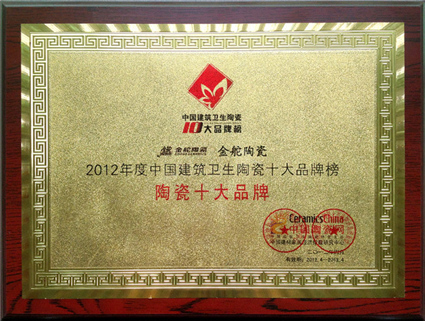 中国建筑卫生陶瓷
10大品牌榜
金舵陶瓷 金舵陶瓷
2012年度中国建筑卫生陶瓷十大品牌榜
陶瓷十大品牌
CeramicsChina
中国陶瓷网